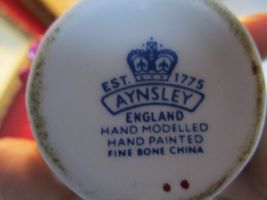 EST. 1775
AYNSLEY
ENGLAND
HAND MODELLED
HAND PAINTED
FINE BONE CHINA